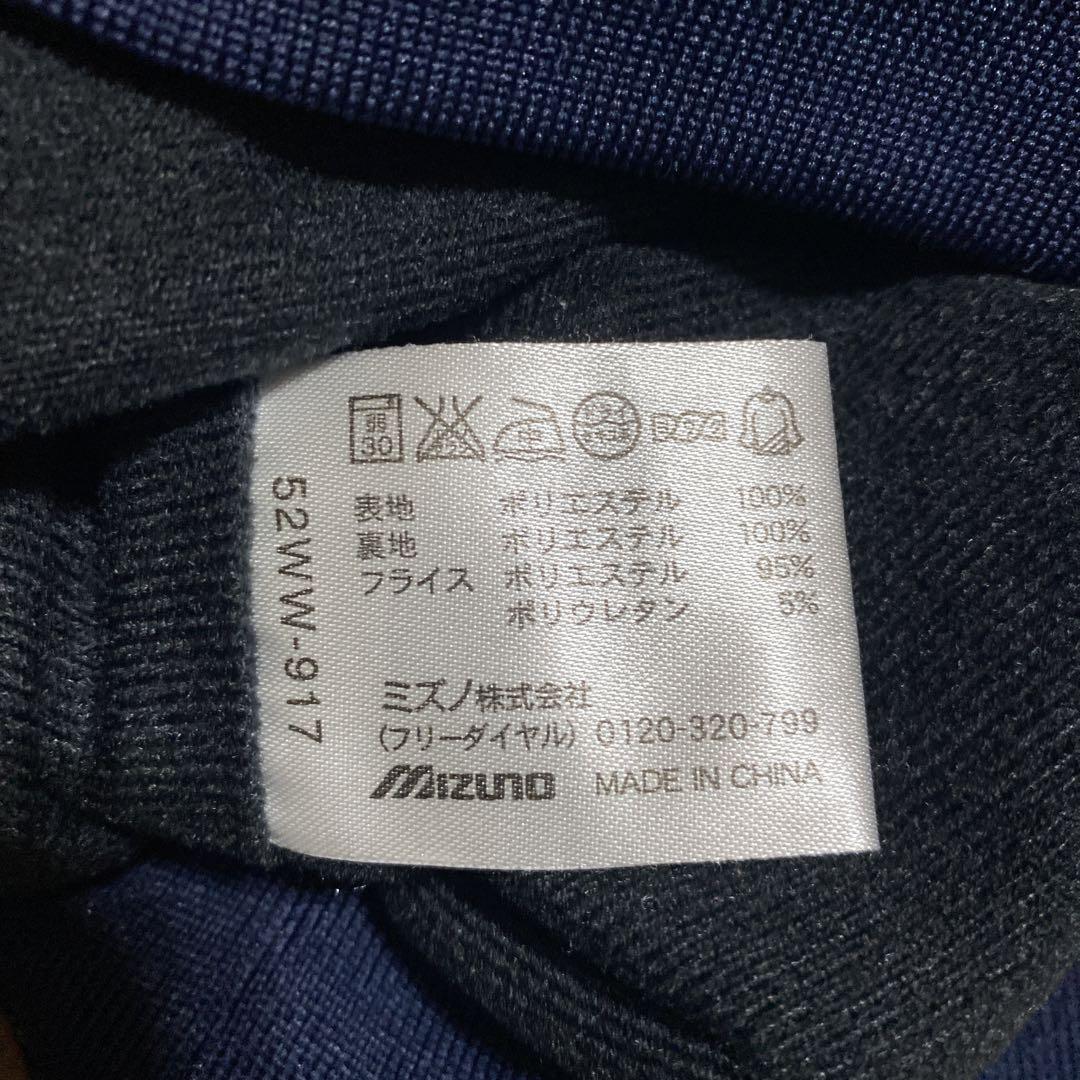 弱
30
中
表地 ポリエステル 100%
裏地 ポリエステル 100%
フライス ポリエステル 95%
ポリウレタン 5%
ミズノ株式会社
(フリーダイヤル) 0120-320-799
MIZUNO MADE IN CHINA
52WW-917